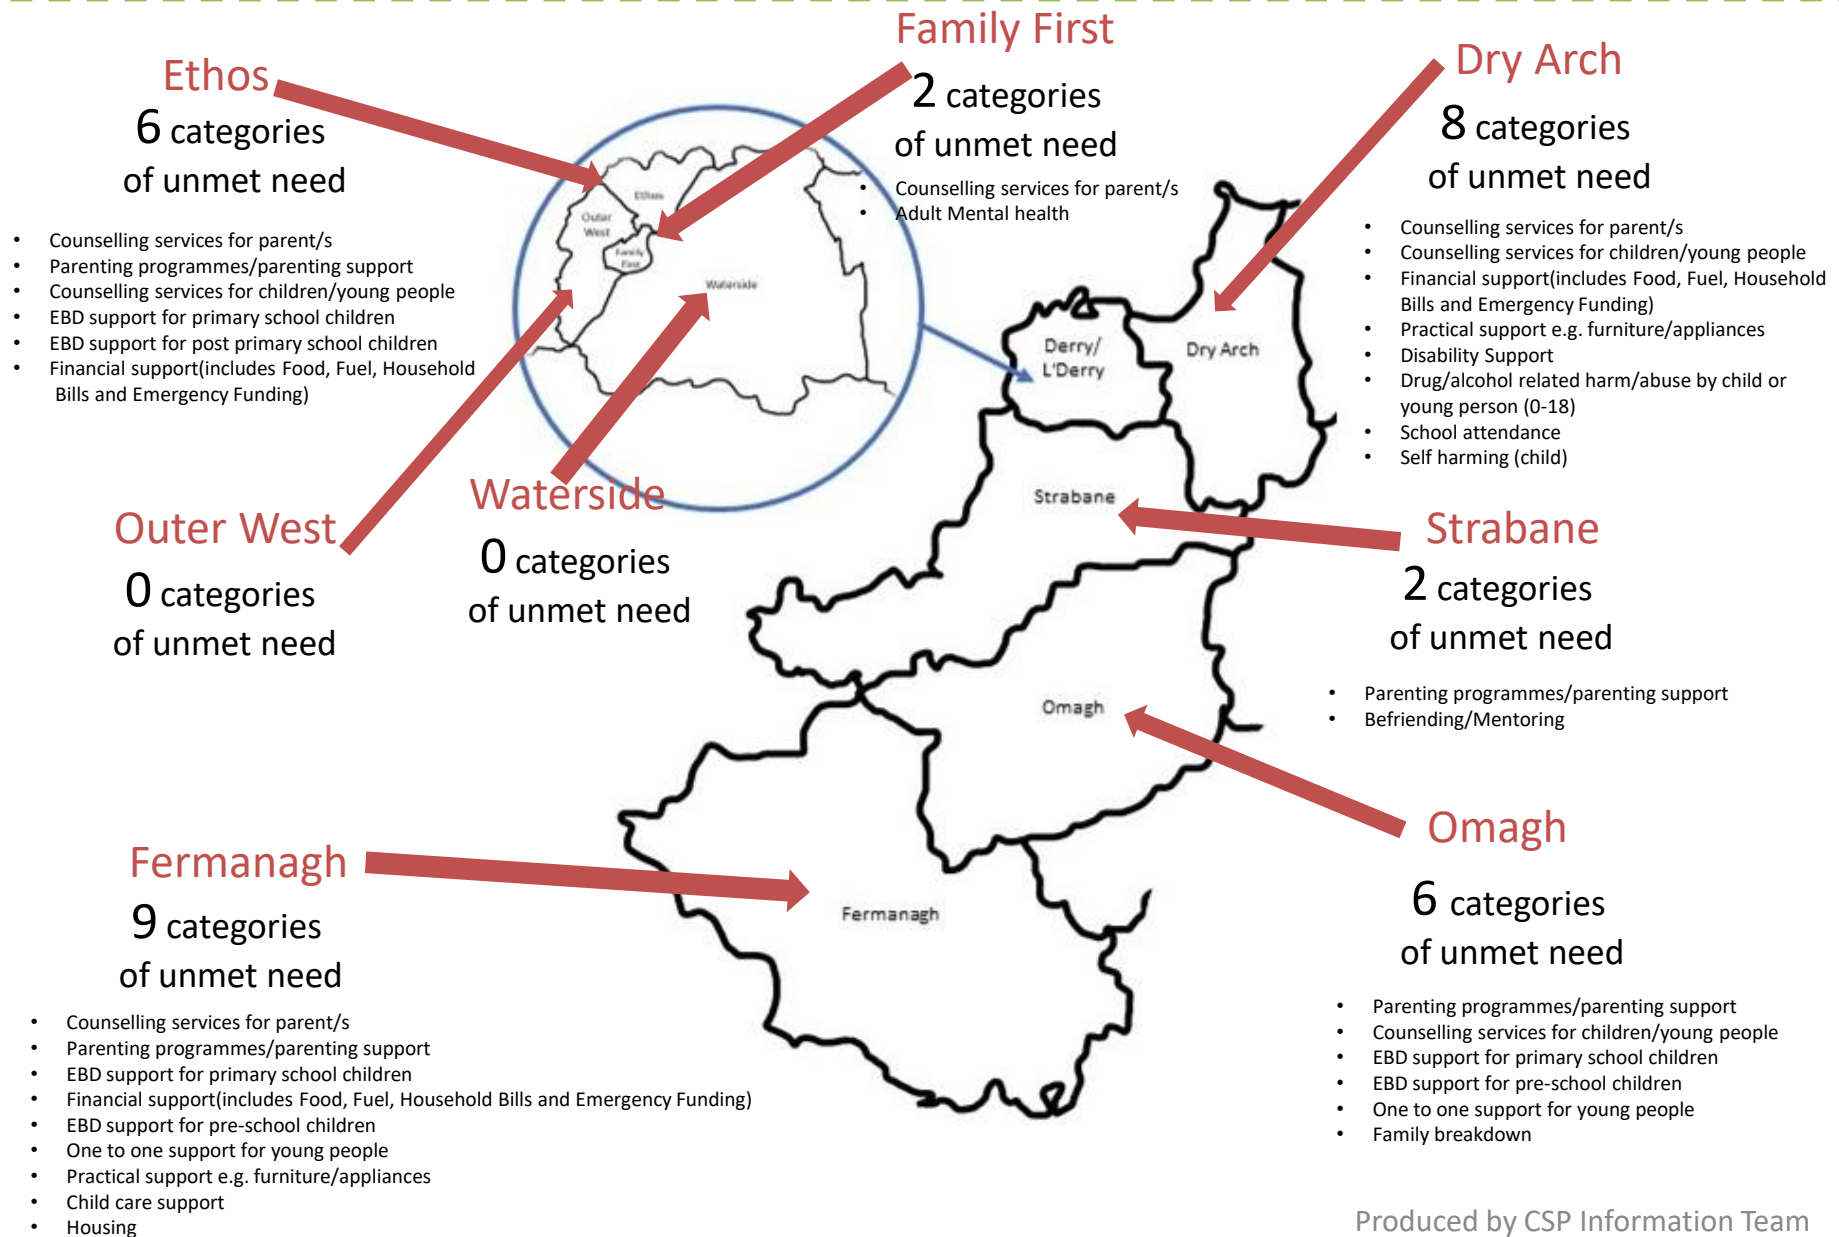 Family First
2 categories
of unmet need
• Counselling services for parent/s
• Adult Mental health
Ethos
6 categories
of unmet need
• Counselling services for parent/s
• Parenting programmes/parenting support
• Counselling services for children/young people
• EBD support for primary school children
• EBD support for post primary school children
• Financial support(includes Food, Fuel, Household
Bills and Emergency Funding)
Dry Arch
8 categories
of unmet need
• Counselling services for parent/s
• Counselling services for children/young people
• Financial support(includes Food, Fuel, Household
Bills and Emergency Funding)
• Practical support e.g. furniture/appliances
• Disability Support
• Drug/alcohol related harm/abuse by child or
young person (0-18)
• School attendance
• Self harming (child)
Ethos
Outer
West
Family
First
Waterside
Derry/
L'Derry
Dry Arch
Strabane
Omagh
Fermanagh
Outer West
0 categories
of unmet need
Waterside
0 categories
of unmet need
Strabane
2 categories
of unmet need
• Parenting programmes/parenting support
• Befriending/Mentoring
Fermanagh
9 categories
of unmet need
• Counselling services for parent/s
• Parenting programmes/parenting support
• EBD support for primary school children
• Financial support(includes Food, Fuel, Household Bills and Emergency Funding)
• EBD support for pre-school children
• One to one support for young people
• Practical support e.g. furniture/appliances
• Child care support
• Housing
Omagh
6 categories
of unmet need
• Parenting programmes/parenting support
• Counselling services for children/young people
• EBD support for primary school children
• EBD support for pre-school children
• One to one support for young people
• Family breakdown
Produced by CSP Information Team